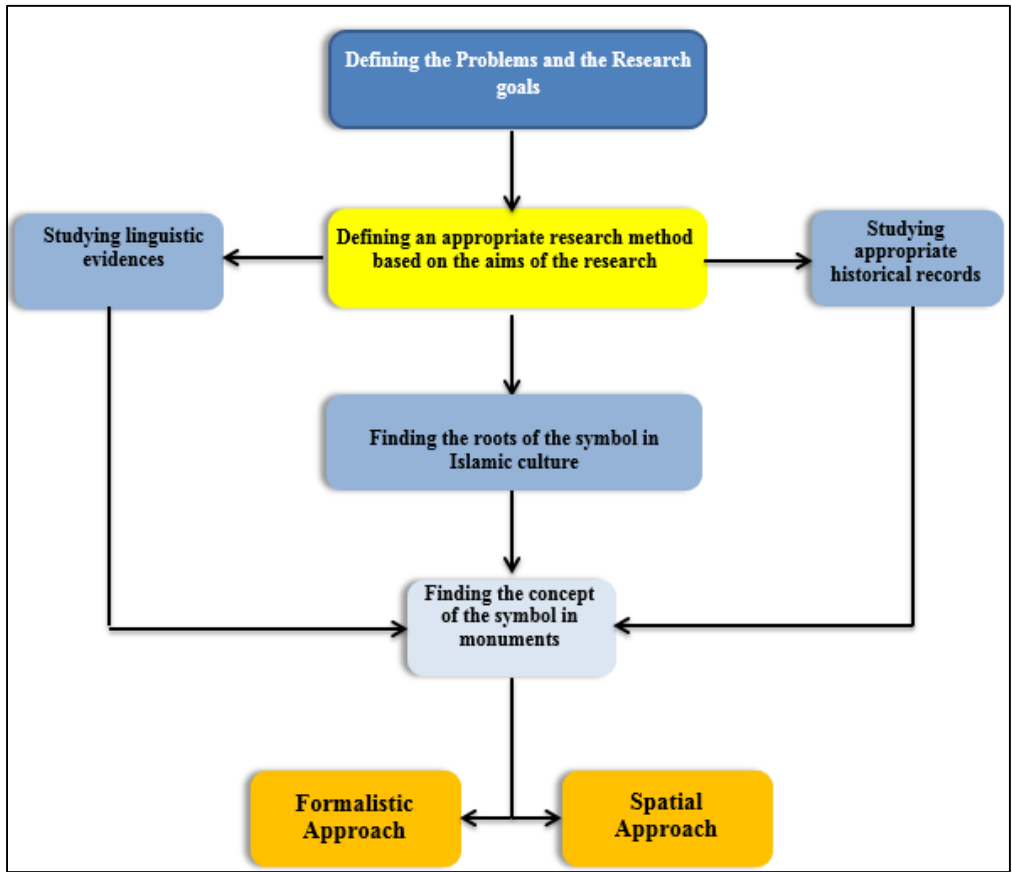 Defining the Problems and the Research
goals
Studying linguistic
evidences
Defining an appropriate research method
based on the aims of the research
Studying
appropriate
historical records
Finding the roots of the symbol in
Islamic culture
Finding the concept
of the symbol in
monuments
Formalistic
Approach
Spatial
Approach